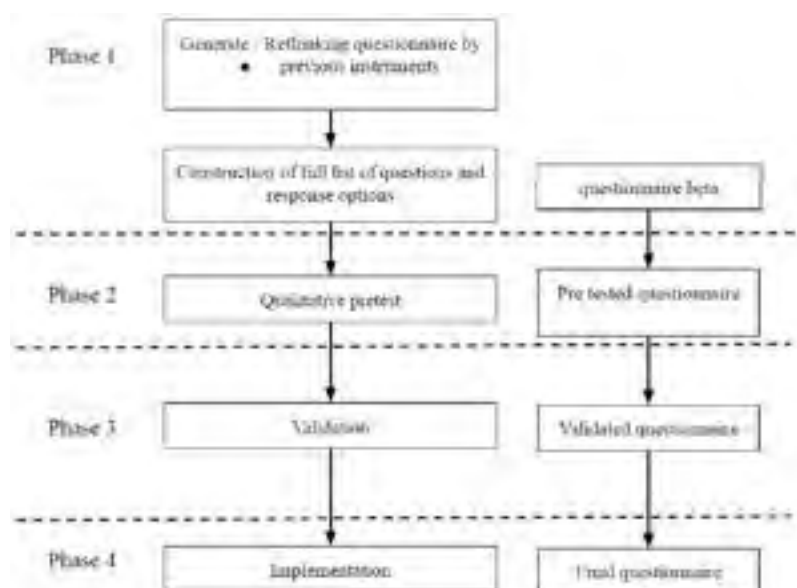 Phase 1
Generate / Rethinking questionnaire by
• previous instruments
Construction of full list of questions and
response options
questionnaire beta
Phase 2
Qualitative pretest
Pre tested questionnaire
Phase 3
Validation
Validated questionnaire
Phase 4
Implementation
Final questionnaire